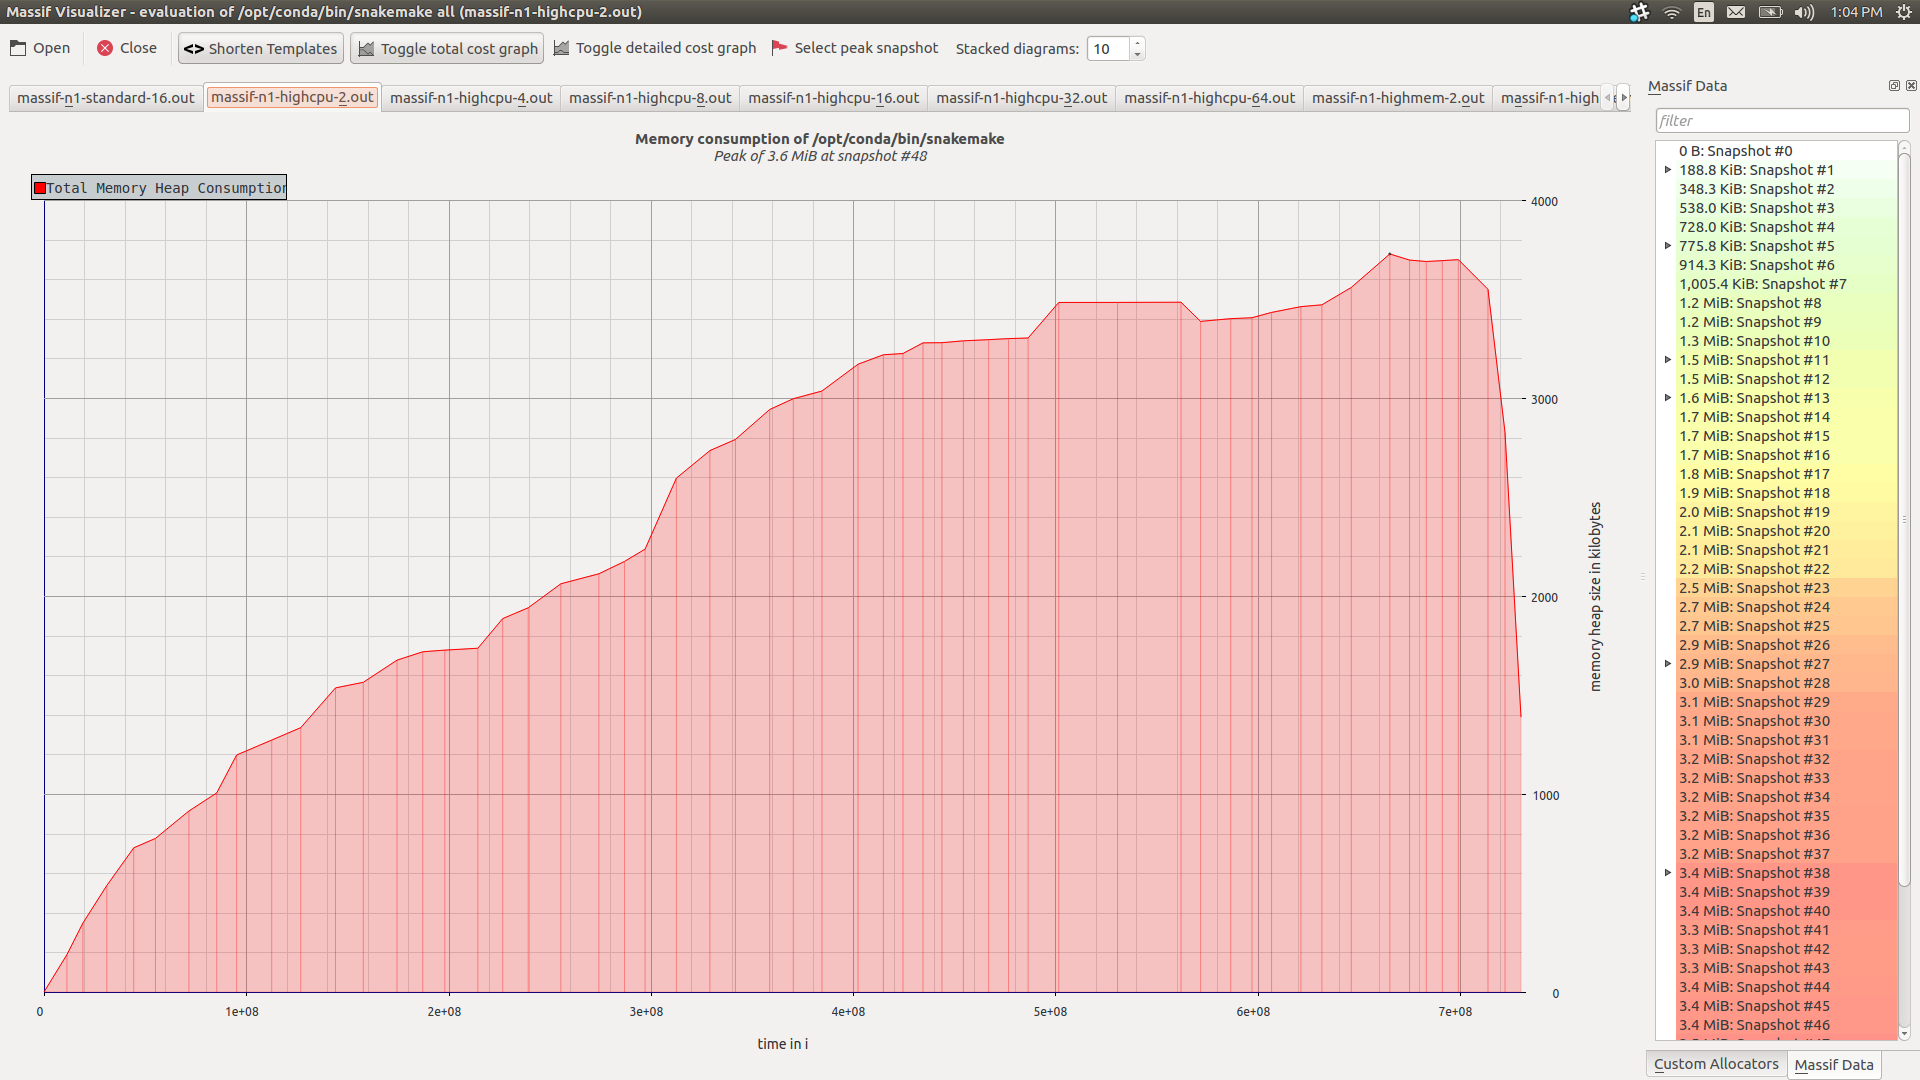 Massif Visualizer - evaluation of /opt/conda/bin/snakemake all (massif-n1-highcpu-2.out)
En
1:04 PM
Open
Close
<> Shorten Templates
Toggle total cost graph
Toggle detailed cost graph
Select peak snapshot
Stacked diagrams:
10
massif-n1-standard-16.out
massif-n1-highcpu-2.out
massif-n1-highcpu-4.out
massif-n1-highcpu-8.out
massif-n1-highcpu-16.out
massif-n1-highcpu-32.out
massif-n1-highcpu-64.out
massif-n1-highmem-2.out
Memory consumption of /opt/conda/bin/snakemake
Peak of 3.6 MiB at snapshot #48
Total Memory Heap Consumption
4000
3000
2000
1000
0
memory heap size in kilobytes
0
1e+08
2e+08
3e+08
4e+08
5e+08
6e+08
7e+08
time in i
Massif Data
filter
0 B: Snapshot #0
188.8 KiB: Snapshot #1
348.3 KiB: Snapshot #2
538.0 KiB: Snapshot #3
728.0 KiB: Snapshot #4
775.8 KiB: Snapshot #5
914.3 KiB: Snapshot #6
1,005.4 KiB: Snapshot #7
1.2 MiB: Snapshot #8
1.2 MiB: Snapshot #9
1.3 MiB: Snapshot #10
1.5 MiB: Snapshot #11
1.5 MiB: Snapshot #12
1.6 MiB: Snapshot #13
1.7 MiB: Snapshot #14
1.7 MiB: Snapshot #15
1.7 MiB: Snapshot #16
1.8 MiB: Snapshot #17
1.9 MiB: Snapshot #18
2.0 MiB: Snapshot #19
2.1 MiB: Snapshot #20
2.1 MiB: Snapshot #21
2.2 MiB: Snapshot #22
2.5 MiB: Snapshot #23
2.7 MiB: Snapshot #24
2.7 MiB: Snapshot #25
2.9 MiB: Snapshot #26
2.9 MiB: Snapshot #27
3.0 MiB: Snapshot #28
3.1 MiB: Snapshot #29
3.1 MiB: Snapshot #30
3.1 MiB: Snapshot #31
3.2 MiB: Snapshot #32
3.2 MiB: Snapshot #33
3.2 MiB: Snapshot #34
3.2 MiB: Snapshot #35
3.2 MiB: Snapshot #36
3.2 MiB: Snapshot #37
3.4 MiB: Snapshot #38
3.4 MiB: Snapshot #39
3.4 MiB: Snapshot #40
3.3 MiB: Snapshot #41
3.3 MiB: Snapshot #42
3.3 MiB: Snapshot #43
3.4 MiB: Snapshot #44
3.4 MiB: Snapshot #45
3.4 MiB: Snapshot #46
Custom Allocators
Massif Data